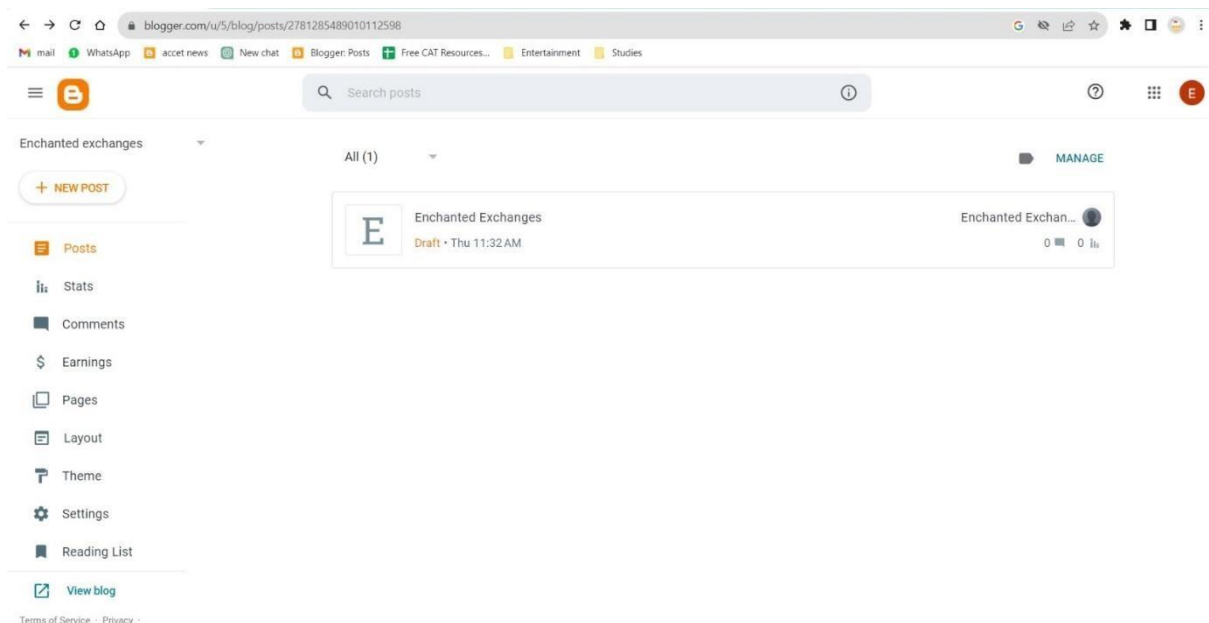 blogger.com/u/5/blog/posts/2781285489010112598
mail WhatsApp accet news New chat Blogger: Posts Free CAT Resources... Entertainment Studies
Search posts
E
Enchanted exchanges
All (1)
MANAGE
+ NEW POST
E
Enchanted Exchanges
Enchanted Exchan...
Draft • Thu 11:32 AM
0 0
Posts
Stats
Comments
$ Earnings
Pages
Layout
Theme
Settings
Reading List
View blog
Terms of Service · Privacy ·